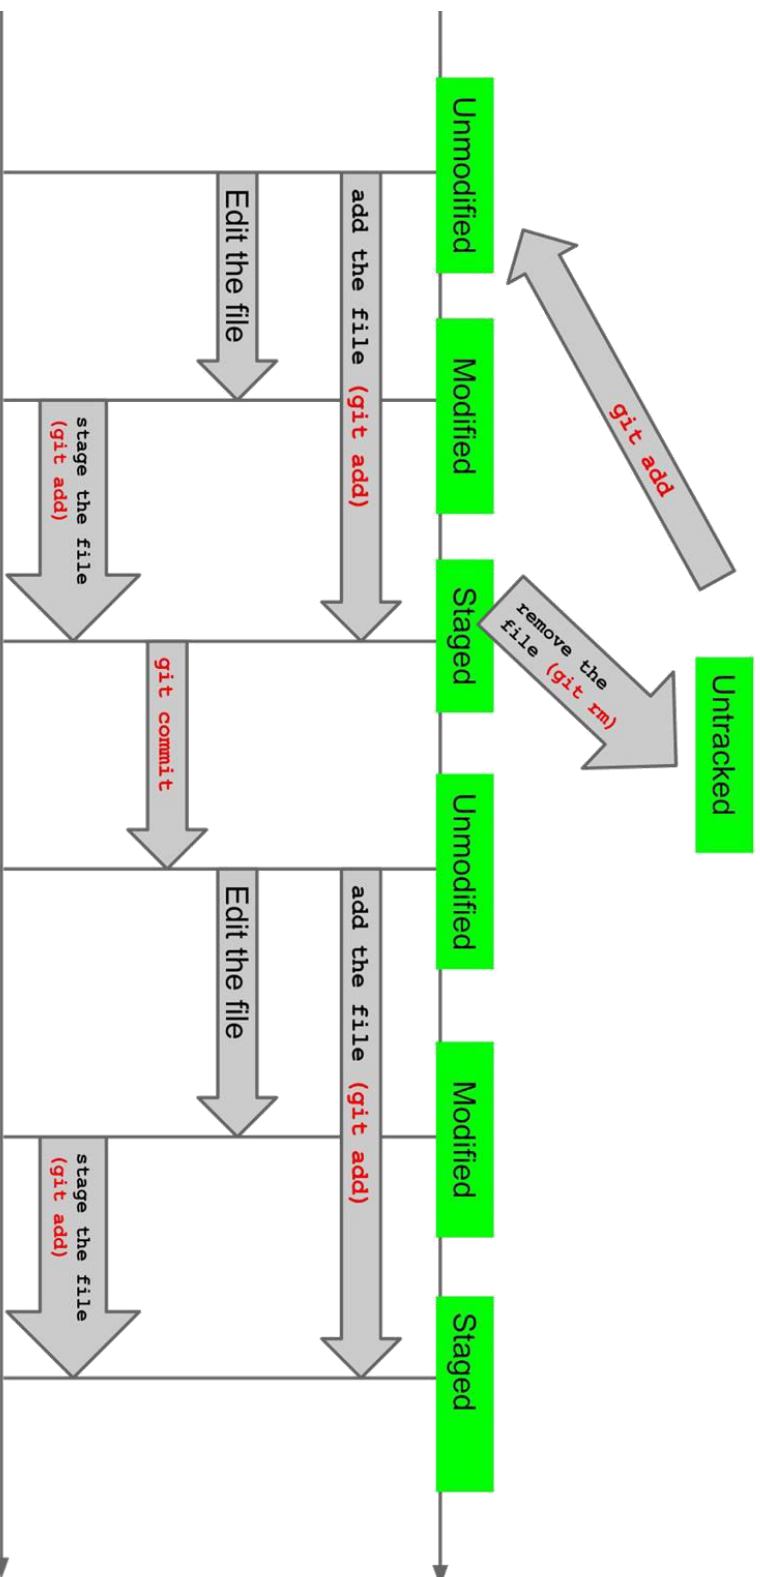 Untracked
git add
remove the
file (git rm)
Unmodified
Modified
Staged
Unmodified
Modified
Staged
add the file (git add)
add the file (git add)
Edit the file
Edit the file
git commit
stage the file
(git add)
stage the file
(git add)